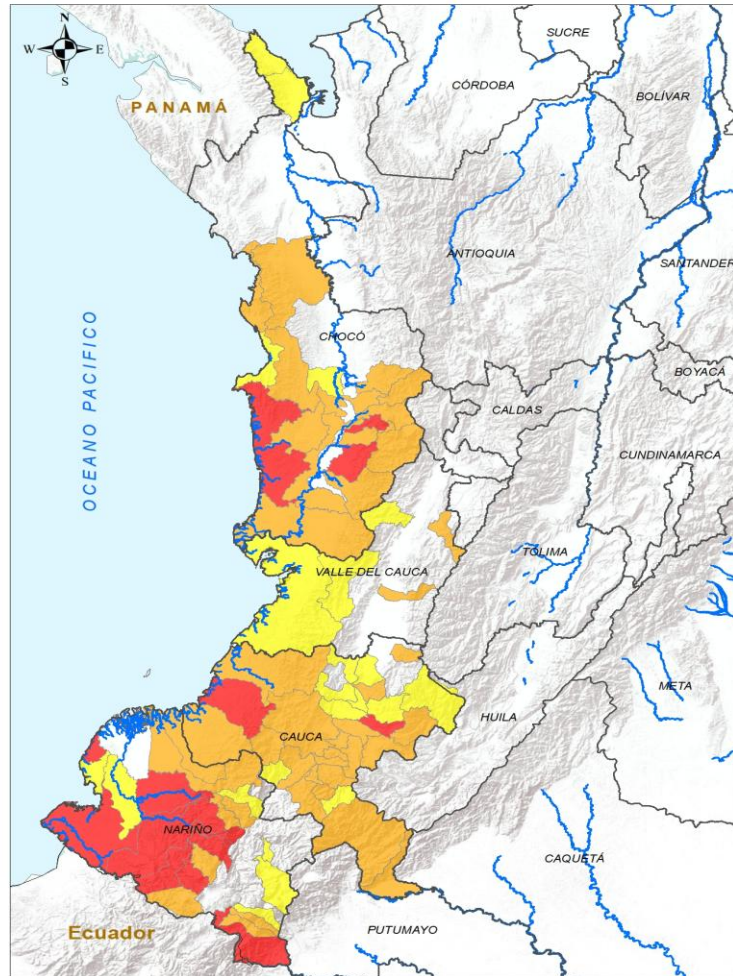 N
W E
S
SUCRE
CÓRDOBA
BOLÍVAR
PANAMÁ
ANTIOQUIA
SANTANDER
OCEANO PACIFICO
CHOCÓ
BOYACÁ
CALDAS
CUNDINAMARCA
TOLIMA
VALLE DEL CAUCA
META
HUILA
CAUCA
NARIÑO
CAQUETÁ
Ecuador
PUTUMAYO